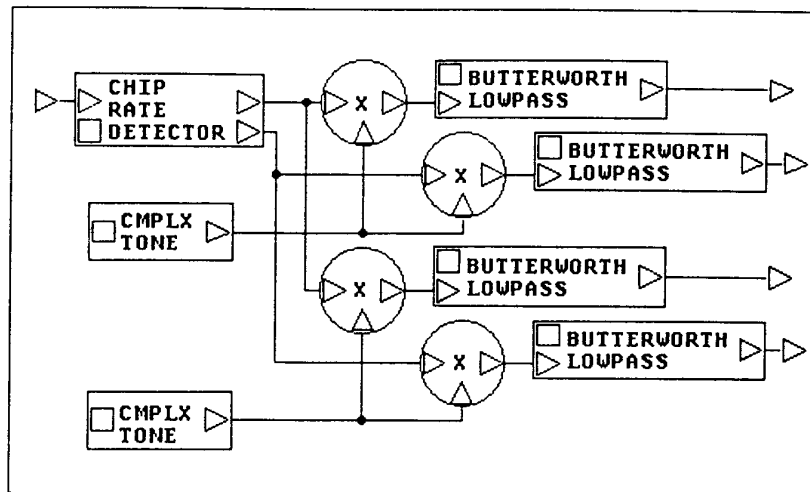 CHIP
RATE
DETECTOR
X
BUTTERWORTH
LOWPASS
X
BUTTERWORTH
LOWPASS
CMPLX
TONE
X
BUTTERWORTH
LOWPASS
X
BUTTERWORTH
LOWPASS
CMPLX
TONE